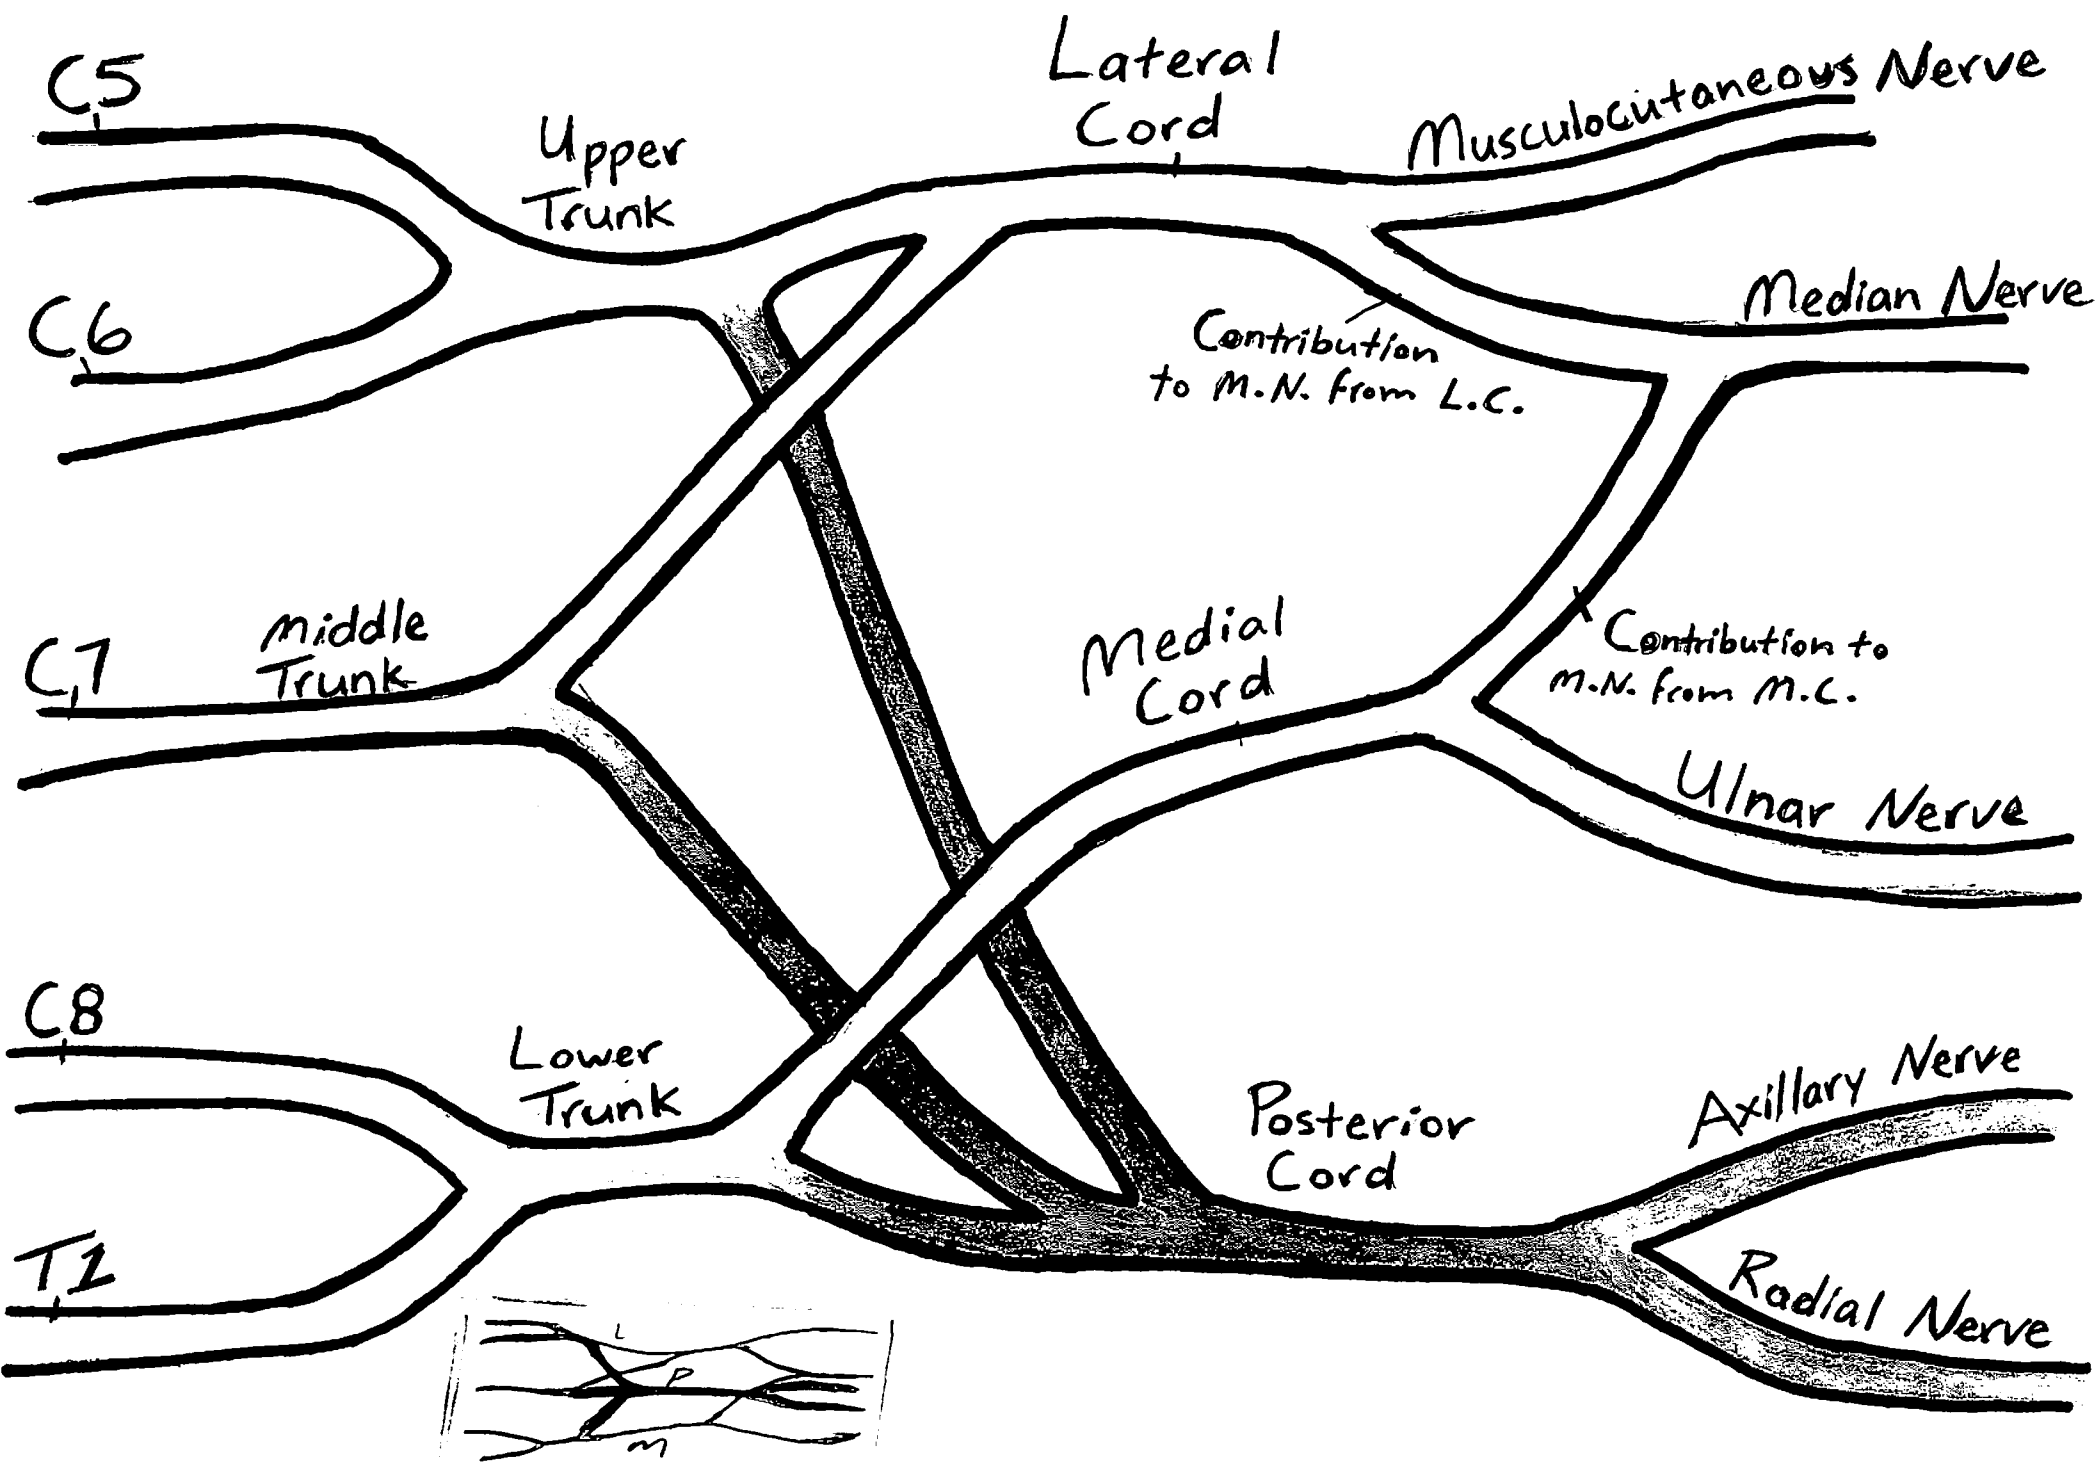 C5
Upper
Trunk
Lateral
Cord
Musculocutaneous Nerve
C6
Median Nerve
Contribution
to M.N. from L.C.
C7
Middle
Trunk
Medial
Cord
Contribution to
M.N. from M.C.
Ulnar Nerve
C8
Lower
Trunk
Posterior
Cord
Axillary Nerve
T1
Radial Nerve
L
P
M